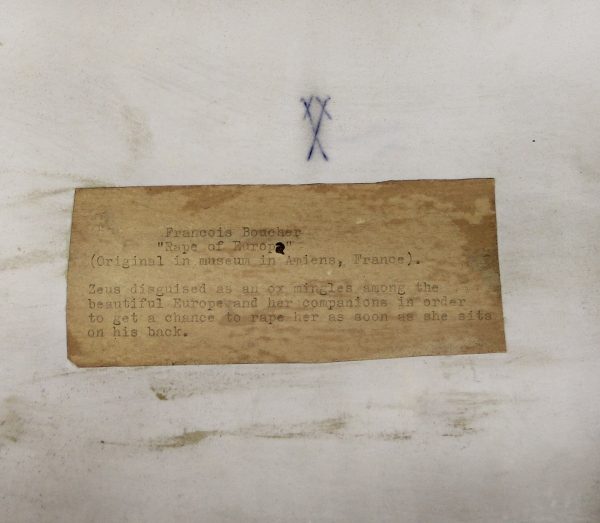 Francois Boucher
"Rape of Europe"
(Original in museum in Amiens, France).
Zeus disguised as an ox mingles among the
beautiful Europe and her companions in order
to get a chance to rape her as soon as she sits
on his back.